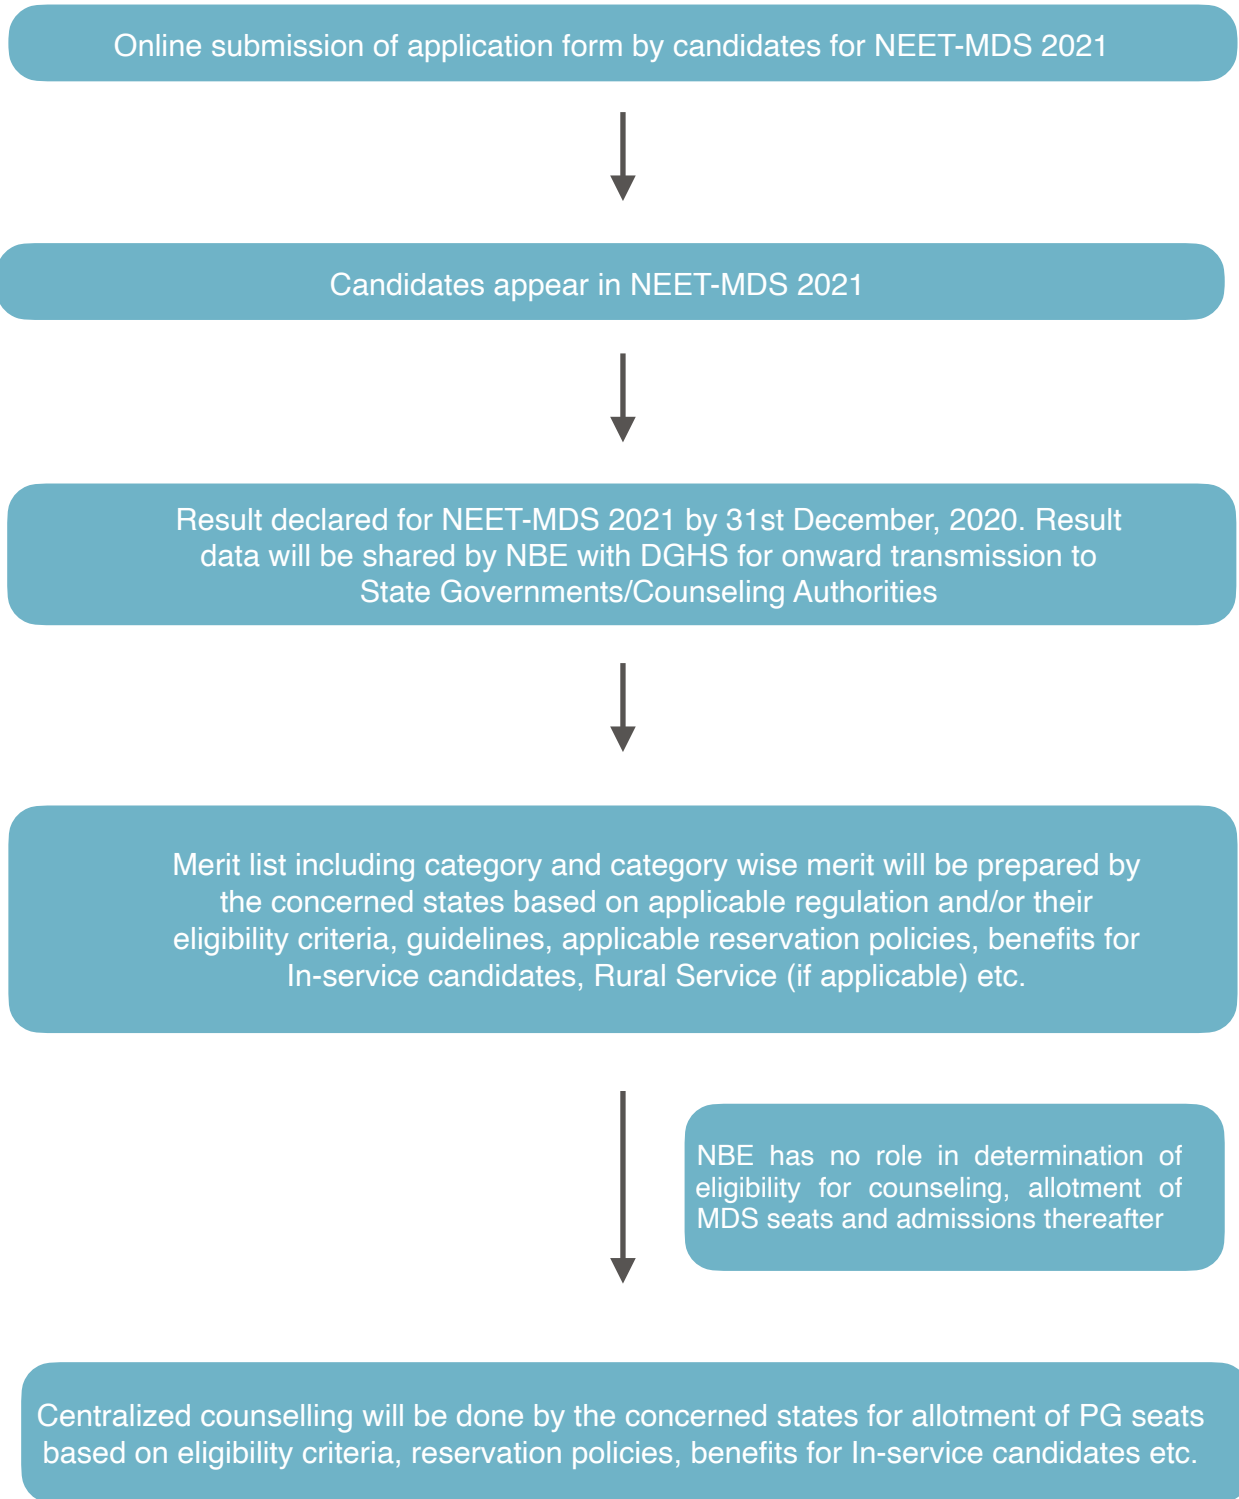 Online submission of application form by candidates for NEET-MDS 2021
Candidates appear in NEET-MDS 2021
Result declared for NEET-MDS 2021 by 31st December, 2020. Result
data will be shared by NBE with DGHS for onward transmission to
State Governments/Counseling Authorities
Merit list including category and category wise merit will be prepared by
the concerned states based on applicable regulation and/or their
eligibility criteria, guidelines, applicable reservation policies, benefits for
In-service candidates, Rural Service (if applicable) etc.
NBE has no role in determination of
eligibility for counseling, allotment of
MDS seats and admissions thereafter
Centralized counselling will be done by the concerned states for allotment of PG seats
based on eligibility criteria, reservation policies, benefits for In-service candidates etc.